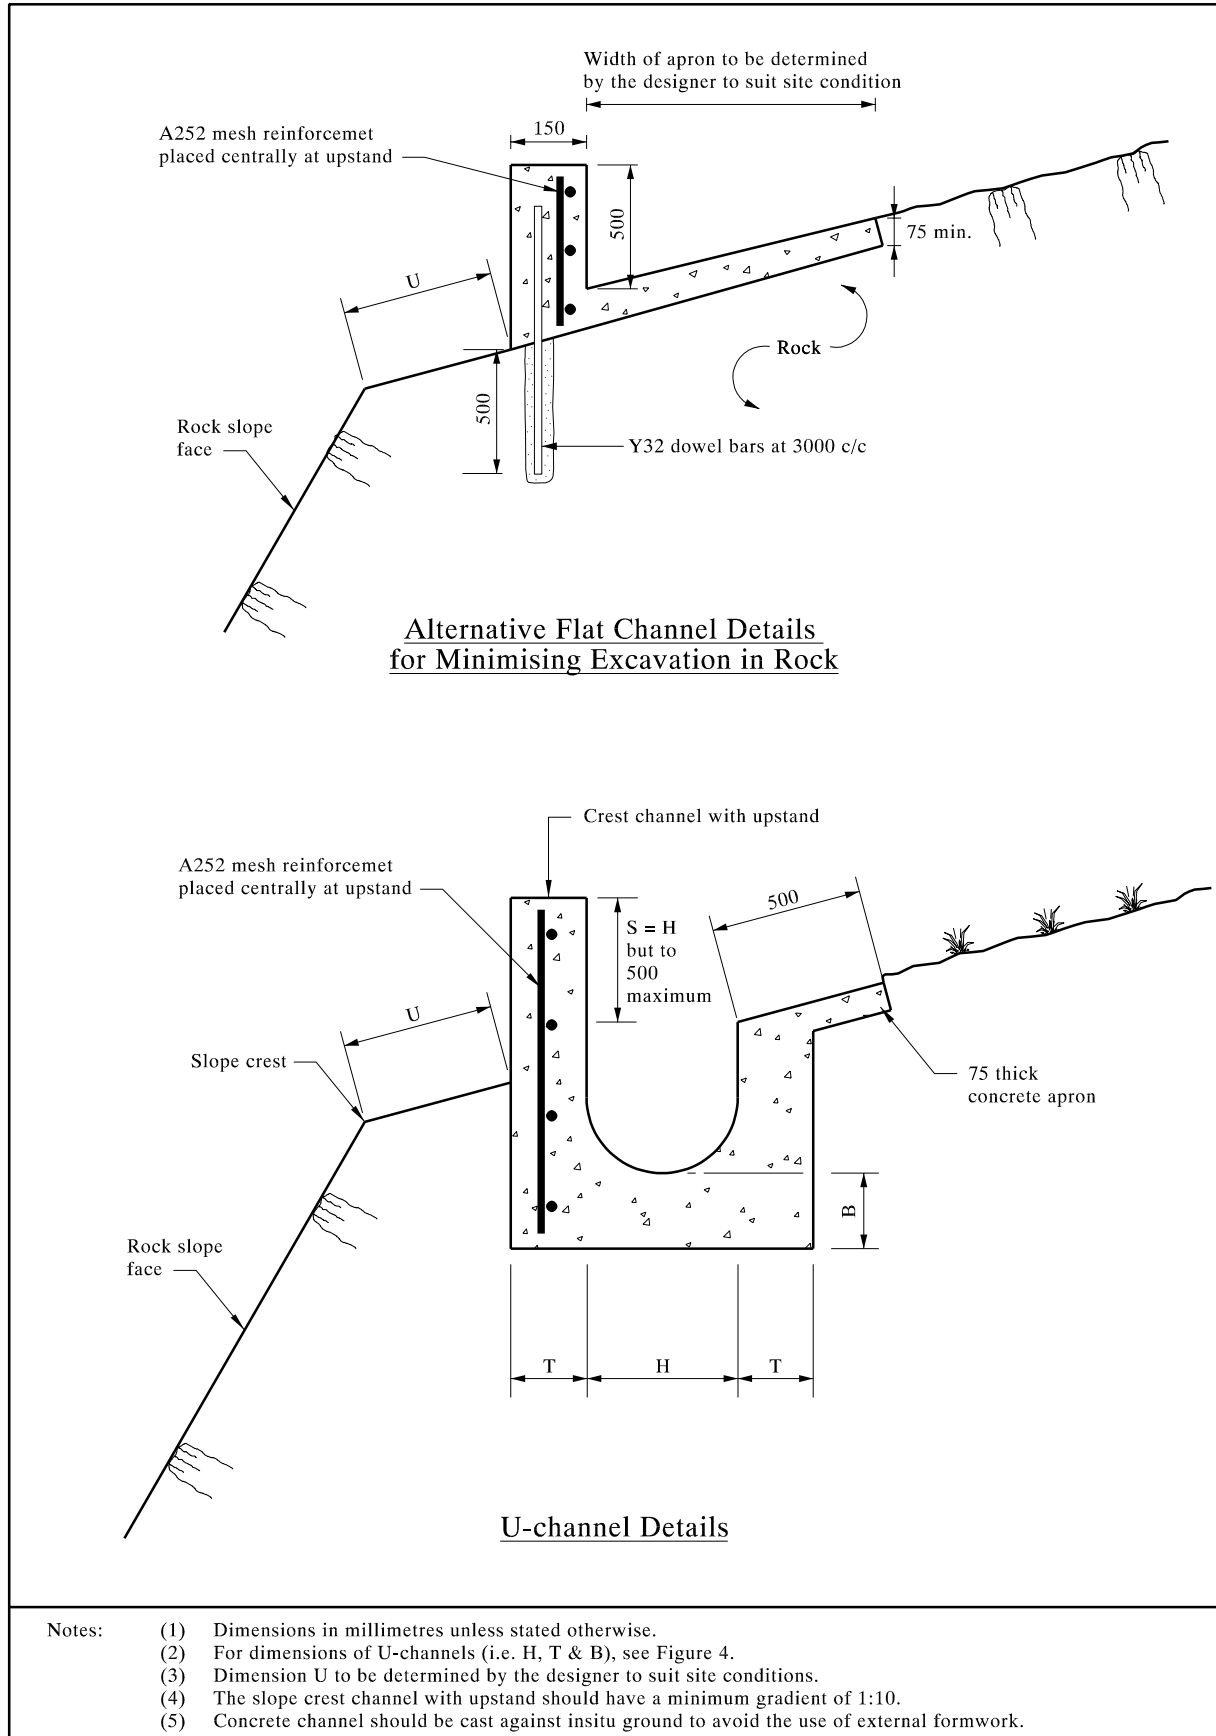 Width of apron to be determined
by the designer to suit site condition
A252 mesh reinforcemet
placed centrally at upstand
150
500
75 min.
U
Rock
500
Rock slope
face
Y32 dowel bars at 3000 c/c
Alternative Flat Channel Details
for Minimising Excavation in Rock
Crest channel with upstand
A252 mesh reinforcemet
placed centrally at upstand
500
S = H
but to
500
maximum
U
Slope crest
75 thick
concrete apron
B
Rock slope
face
T
H
T
U-channel Details
Notes:
(1) Dimensions in millimetres unless stated otherwise.
(2) For dimensions of U-channels (i.e. H, T & B), see Figure 4.
(3) Dimension U to be determined by the designer to suit site conditions.
(4) The slope crest channel with upstand should have a minimum gradient of 1:10.
(5) Concrete channel should be cast against insitu ground to avoid the use of external formwork.